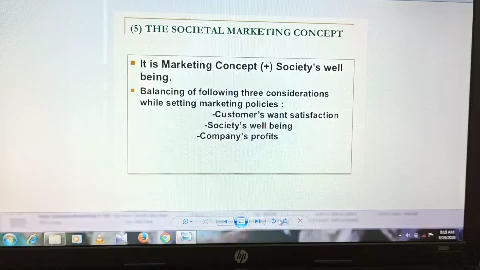 (5) THE SOCIETAL MARKETING CONCEPT
It is Marketing Concept (+) Society's well
being.
Balancing of following three considerations
while setting marketing policies :
-Customer's want satisfaction
-Society's well being
-Company's profits
hp